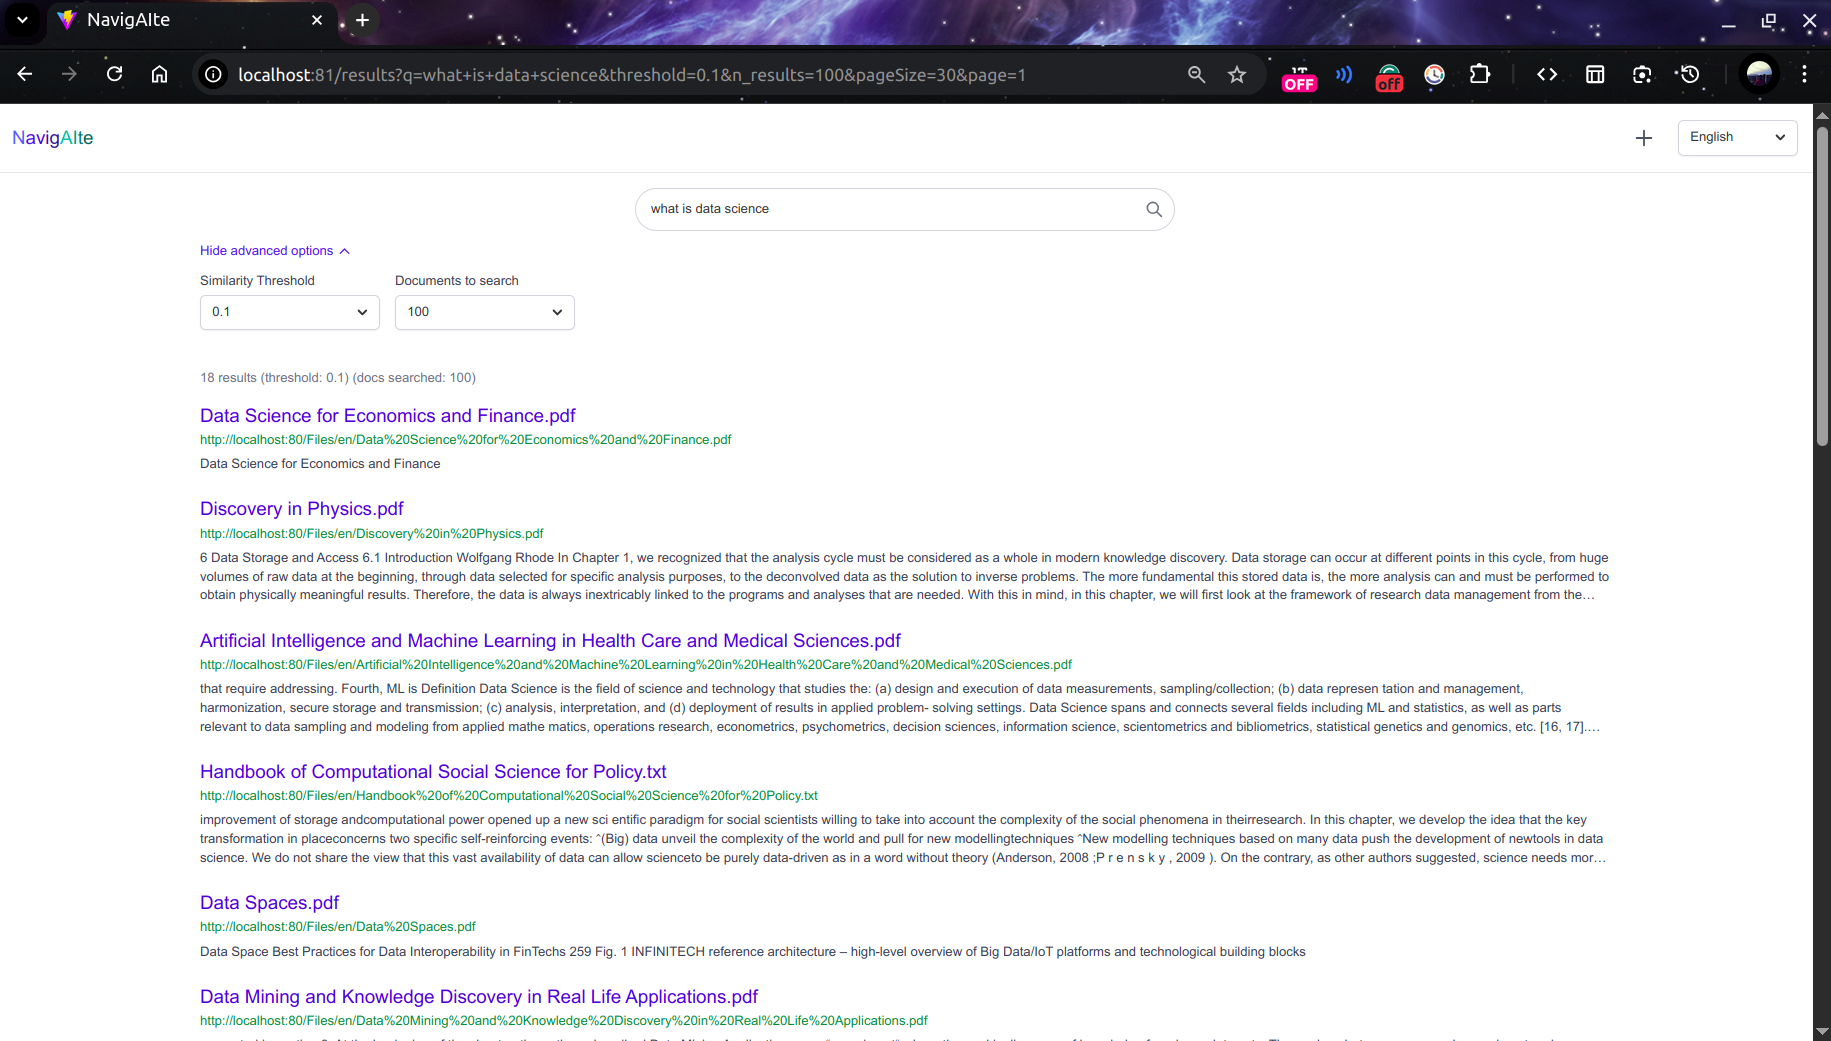 NavigAIte
localhost:81/results?q=what+is+data+science&threshold=0.1&n_results=100&pageSize=30&page=1
OFF
off
NavigAIte
English
what is data science
Hide advanced options
Similarity Threshold
Documents to search
0.1
100
18 results (threshold: 0.1) (docs searched: 100)
Data Science for Economics and Finance.pdf
http://localhost:80/Files/en/Data%20Science%20for%20Economics%20and%20Finance.pdf
Data Science for Economics and Finance
Discovery in Physics.pdf
http://localhost:80/Files/en/Discovery%20in%20Physics.pdf
6 Data Storage and Access 6.1 Introduction Wolfgang Rhode In Chapter 1, we recognized that the analysis cycle must be considered as a whole in modern knowledge discovery. Data storage can occur at different points in this cycle, from huge
volumes of raw data at the beginning, through data selected for specific analysis purposes, to the deconvolved data as the solution to inverse problems. The more fundamental this stored data is, the more analysis can and must be performed to
obtain physically meaningful results. Therefore, the data is always inextricably linked to the programs and analyses that are needed. With this in mind, in this chapter, we will first look at the framework of research data management from the…
Artificial Intelligence and Machine Learning in Health Care and Medical Sciences.pdf
http://localhost:80/Files/en/Artificial%20Intelligence%20and%20Machine%20Learning%20in%20Health%20Care%20and%20Medical%20Sciences.pdf
that require addressing. Fourth, ML is Definition Data Science is the field of science and technology that studies the: (a) design and execution of data measurements, sampling/collection; (b) data represen tation and management,
harmonization, secure storage and transmission; (c) analysis, interpretation, and (d) deployment of results in applied problem- solving settings. Data Science spans and connects several fields including ML and statistics, as well as parts
relevant to data sampling and modeling from applied mathe matics, operations research, econometrics, psychometrics, decision sciences, information science, scientometrics and bibliometrics, statistical genetics and genomics, etc. [16, 17].…
Handbook of Computational Social Science for Policy.txt
http://localhost:80/Files/en/Handbook%20of%20Computational%20Social%20Science%20for%20Policy.txt
improvement of storage andcomputational power opened up a new sci entific paradigm for social scientists willing to take into account the complexity of the social phenomena in theirresearch. In this chapter, we develop the idea that the key
transformation in placeconcerns two specific self-reinforcing events: ˆ(Big) data unveil the complexity of the world and pull for new modellingtechniques ˆNew modelling techniques based on many data push the development of newtools in data
science. We do not share the view that this vast availability of data can allow scienceto be purely data-driven as in a word without theory (Anderson, 2008 ;P r e n s k y , 2009 ). On the contrary, as other authors suggested, science needs mor…
Data Spaces.pdf
http://localhost:80/Files/en/Data%20Spaces.pdf
Data Space Best Practices for Data Interoperability in FinTechs 259 Fig. 1 INFINITECH reference architecture – high-level overview of Big Data/IoT platforms and technological building blocks
Data Mining and Knowledge Discovery in Real Life Applications.pdf
http://localhost:80/Files/en/Data%20Mining%20and%20Knowledge%20Discovery%20in%20Real%20Life%20Applications.pdf